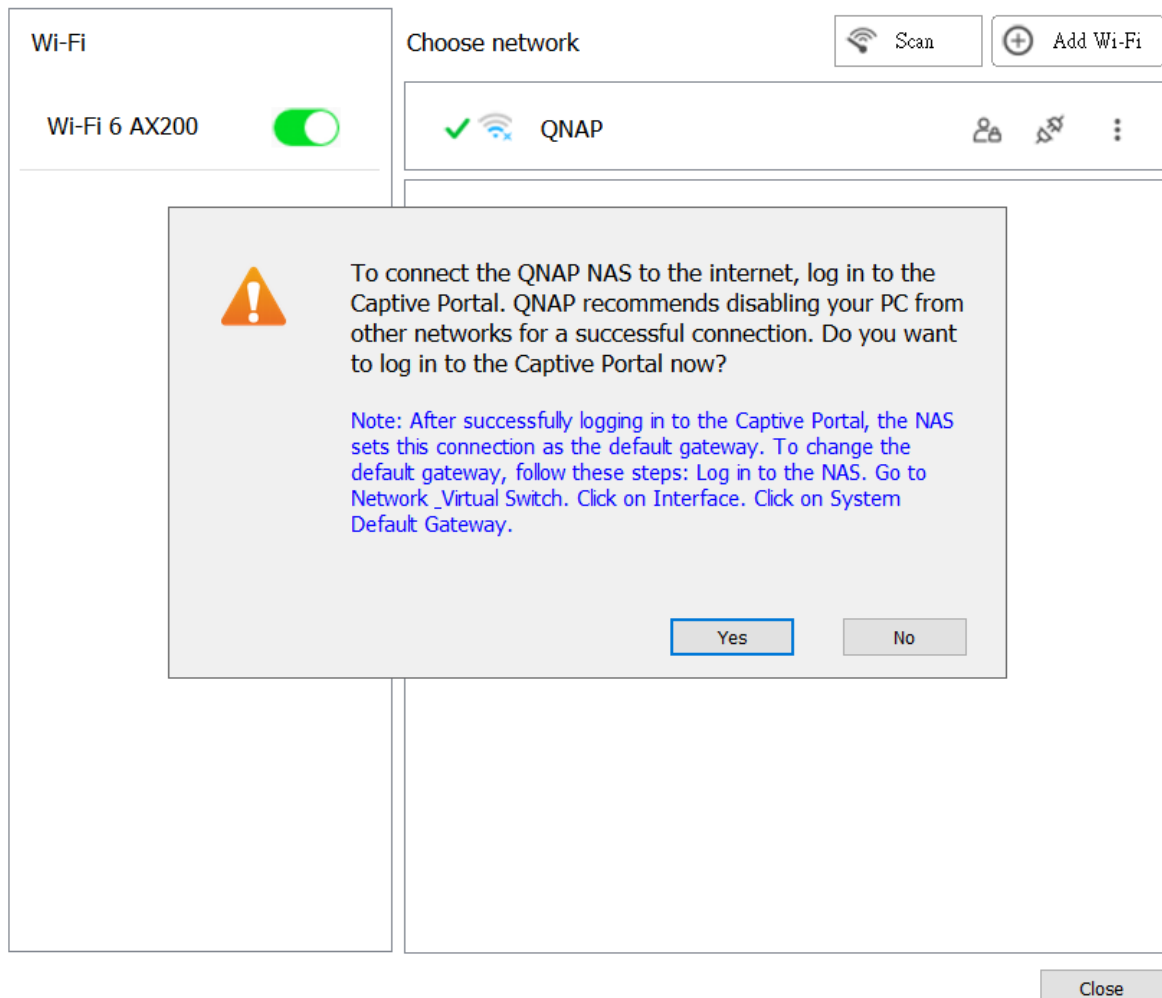 Wi-Fi
Choose network
Scan
Add Wi-Fi
Wi-Fi 6 AX200
QNAP
To connect the QNAP NAS to the internet, log in to the
Captive Portal. QNAP recommends disabling your PC from
other networks for a successful connection. Do you want
to log in to the Captive Portal now?
Note: After successfully logging in to the Captive Portal, the NAS
sets this connection as the default gateway. To change the
default gateway, follow these steps: Log in to the NAS. Go to
Network _Virtual Switch. Click on Interface. Click on System
Default Gateway.
Yes
No
Close